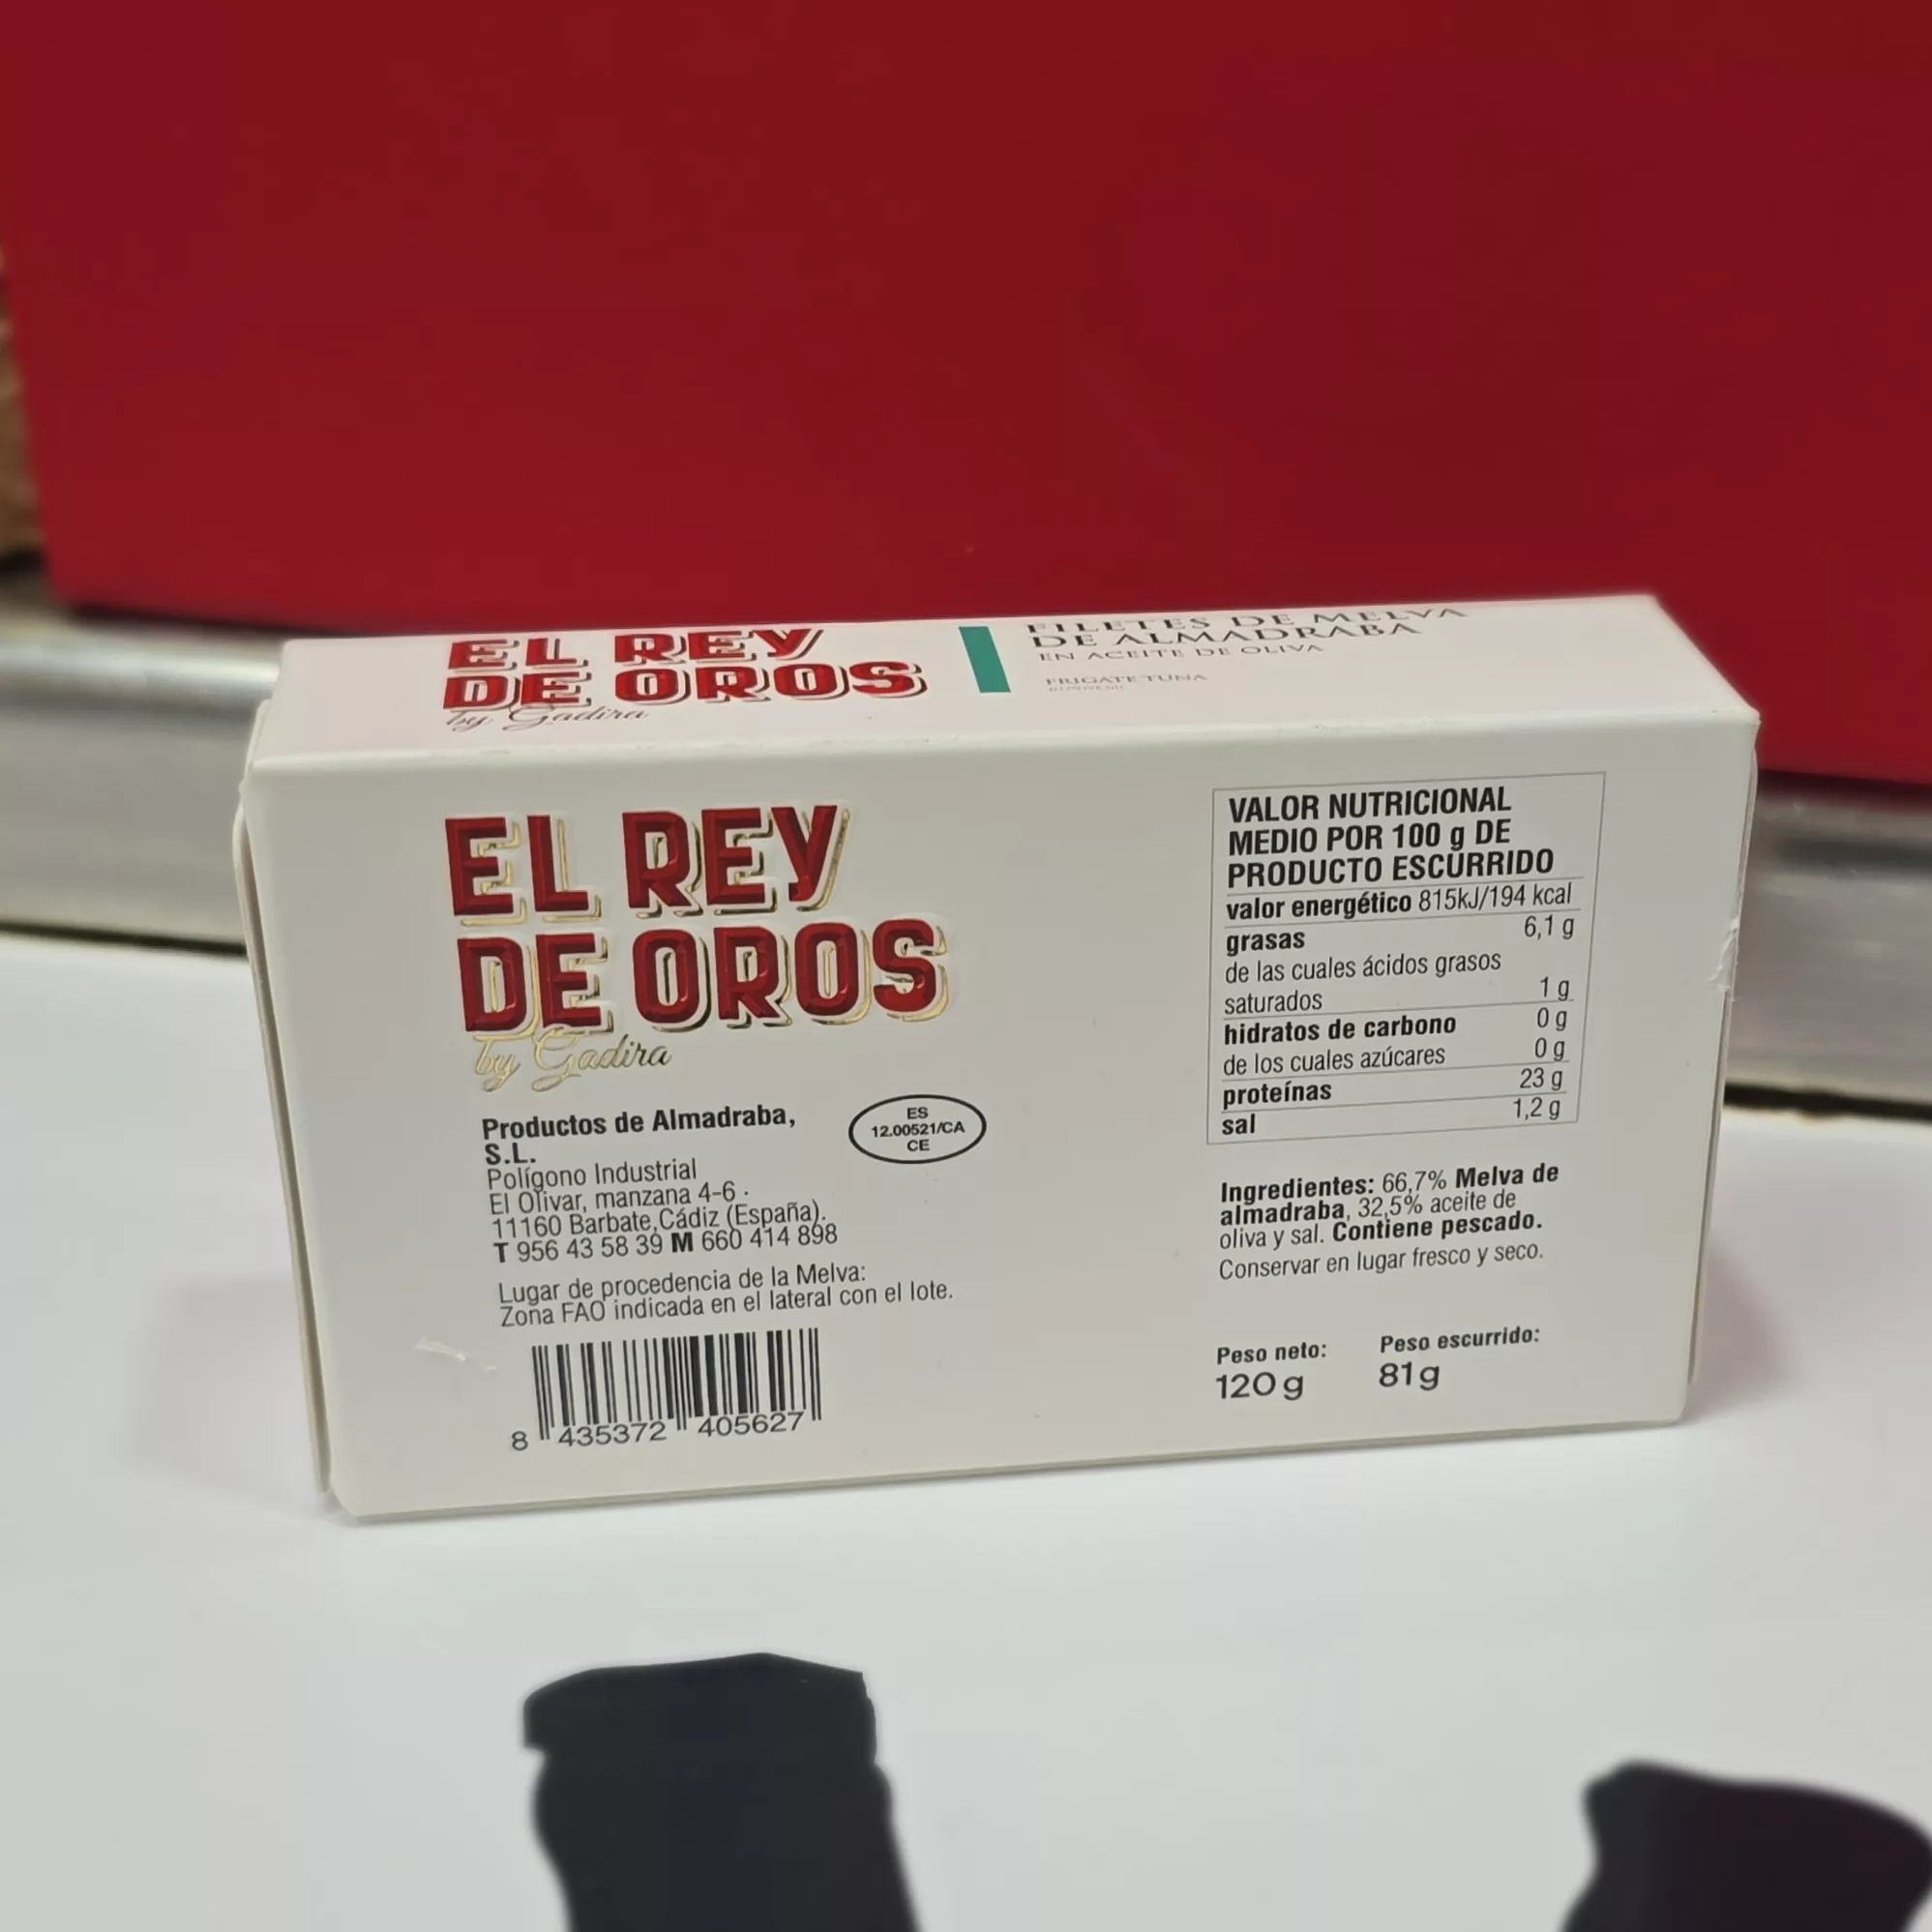 EL REY
DE OROS
by Gadira
FILETES DE MELVA
DE ALMADRABA
EN ACEITE DE OLIVA
FRIGATE TUNA
EL REY
DE OROS
by Gadira
Productos de Almadraba,
S.L.
Polígono Industrial
El Olivar, manzana 4-6.
11160 Barbate,Cádiz (España).
T 956 43 58 39 M 660 414 898
ES
12.00521/CA
CE
Lugar de procedencia de la Melva:
Zona FAO indicada en el lateral con el lote.
8 435372 405627
VALOR NUTRICIONAL
MEDIO POR 100 g DE
PRODUCTO ESCURRIDO
valor energético 815kJ/194 kcal
grasas 6,1 g
de las cuales ácidos grasos
saturados 1 g
hidratos de carbono 0 g
de los cuales azúcares 0 g
proteínas 23 g
sal 1,2 g
Ingredientes: 66,7% Melva de
almadraba, 32,5% aceite de
oliva y sal. Contiene pescado.
Conservar en lugar fresco y seco.
Peso neto: Peso escurrido:
120 g 81g